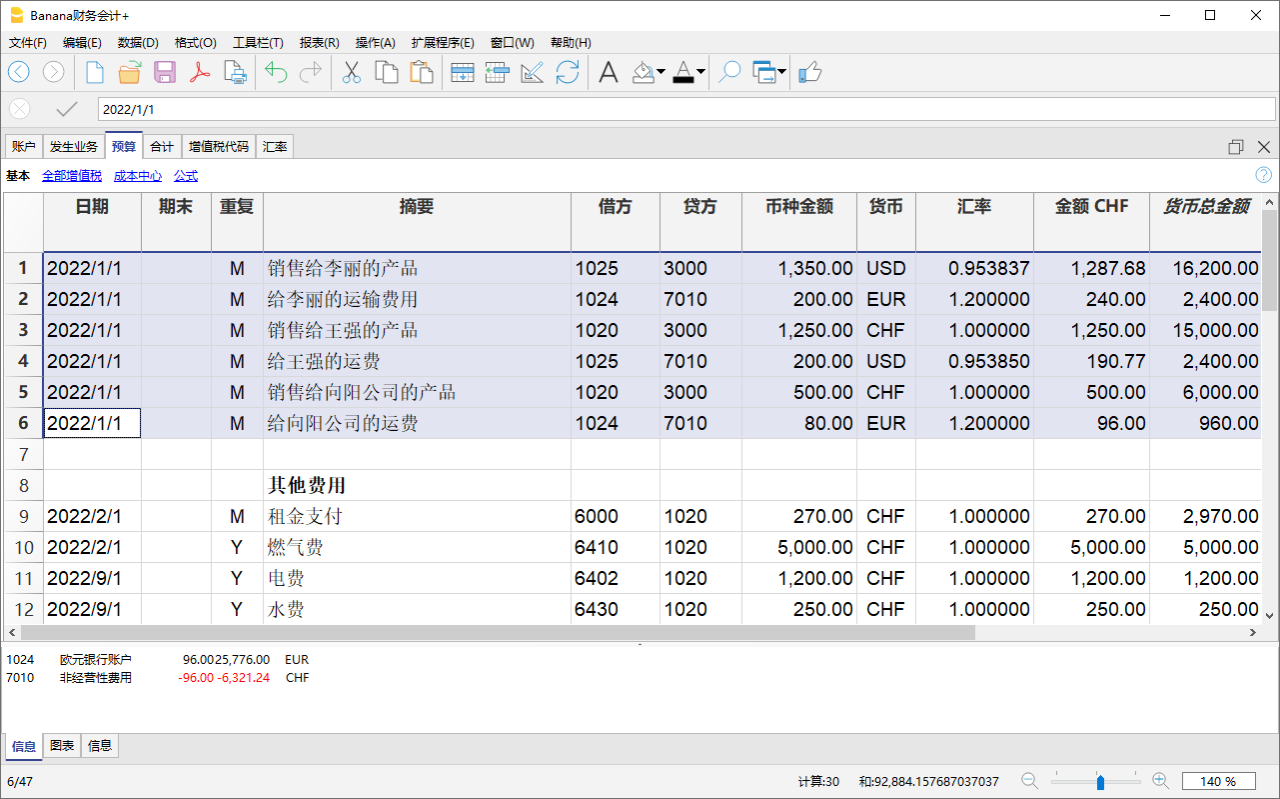 Banana财务会计+
文件(F) 编辑(E) 数据(D) 格式(O) 工具栏(T) 报表(R) 操作(A) 扩展程序(E) 窗口(W) 帮助(H)
2022/1/1
账户 发生业务 预算 合计 增值税代码 汇率
基本 全部增值税 成本中心 公式
日期 期末 重复 摘要 借方 贷方 币种金额 货币 汇率 金额 CHF 货币总金额
1 2022/1/1 M 销售给李丽的产品 1025 3000 1,350.00 USD 0.953837 1,287.68 16,200.00
2 2022/1/1 M 给李丽的运输费用 1024 7010 200.00 EUR 1.200000 240.00 2,400.00
3 2022/1/1 M 销售给王强的产品 1020 3000 1,250.00 CHF 1.000000 1,250.00 15,000.00
4 2022/1/1 M 给王强的运费 1025 7010 200.00 USD 0.953850 190.77 2,400.00
5 2022/1/1 M 销售给向阳公司的产品 1020 3000 500.00 CHF 1.000000 500.00 6,000.00
6 2022/1/1 M 给向阳公司的运费 1024 7010 80.00 EUR 1.200000 96.00 960.00
7
8 其他费用
9 2022/2/1 M 租金支付 6000 1020 270.00 CHF 1.000000 270.00 2,970.00
10 2022/2/1 Y 燃气费 6410 1020 5,000.00 CHF 1.000000 5,000.00 5,000.00
11 2022/9/1 Y 电费 6402 1020 1,200.00 CHF 1.000000 1,200.00 1,200.00
12 2022/9/1 Y 水费 6430 1020 250.00 CHF 1.000000 250.00 250.00
1024 欧元银行账户 96.00 25,776.00 EUR
7010 非经营性费用 -96.00 -6,321.24 CHF
信息 图表 信息
6/47 计算:30 和:92,884.157687037037 140 %